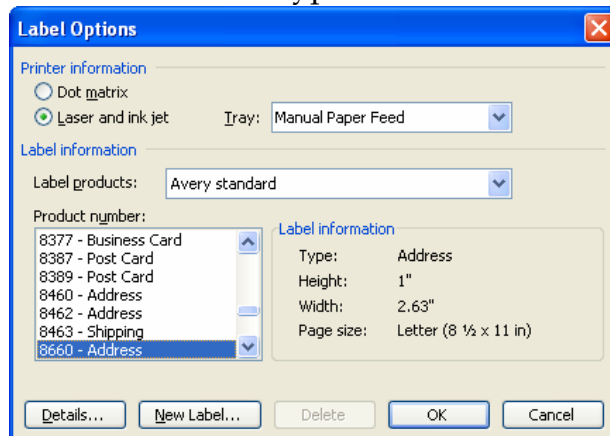 Label Options
Printer information
Dot matrix
Laser and ink jet Tray: Manual Paper Feed
Label information
Label products: Avery standard
Product number:
8377 - Business Card
8387 - Post Card
8389 - Post Card
8460 - Address
8462 - Address
8463 - Shipping
8660 - Address
Label information
Type: Address
Height: 1"
Width: 2.63"
Page size: Letter (8 ½ x 11 in)
Details... New Label... Delete OK Cancel